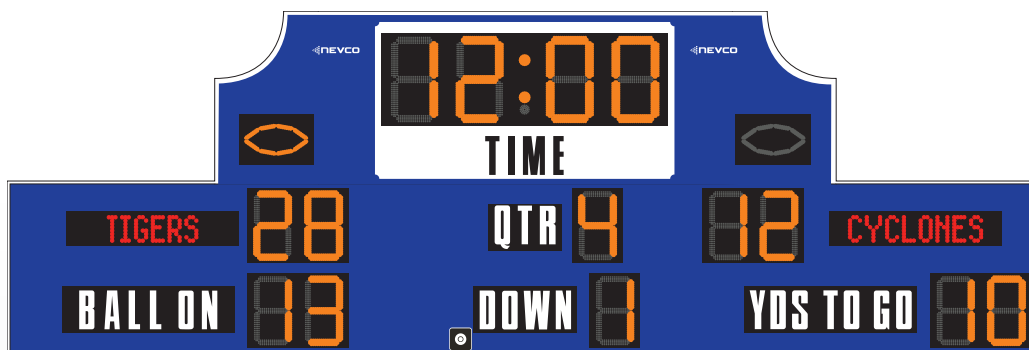 NEVCO 12:00 NEVCO
TIME
TIGERS 28 QTR 4 12 CYCLONES
BALL ON 13 DOWN 1 YDS TO GO 10